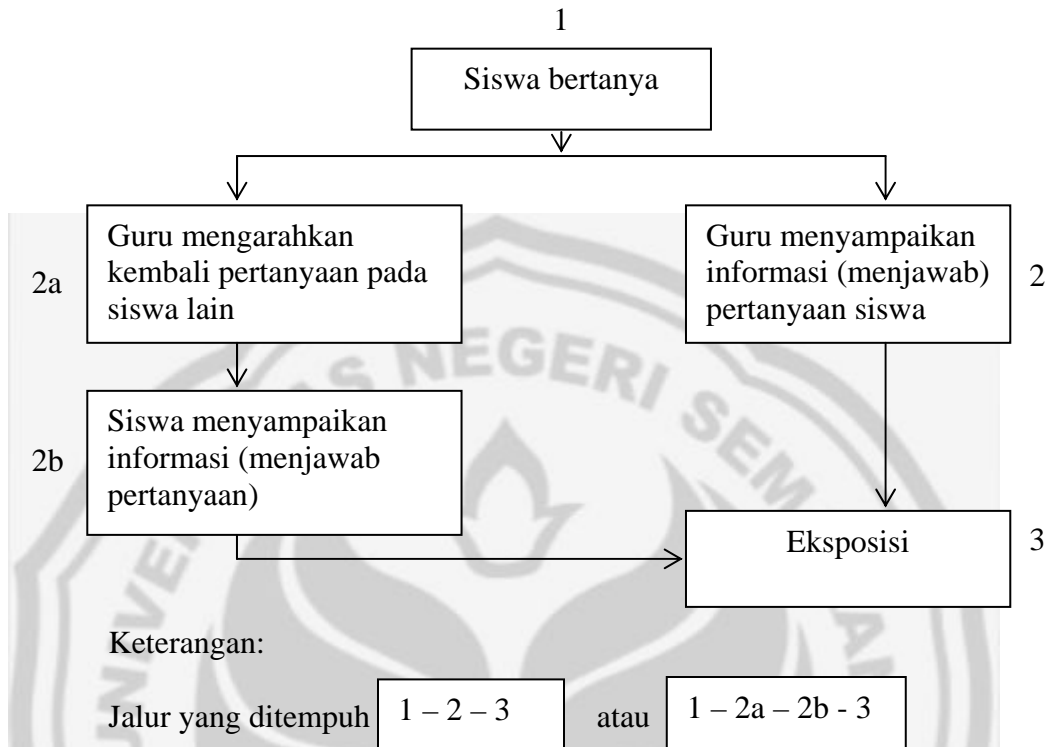 1
Siswa bertanya
Guru mengarahkan
kembali pertanyaan pada
siswa lain
2a
Guru menyampaikan
informasi (menjawab)
pertanyaan siswa
2
Siswa menyampaikan
informasi (menjawab
pertanyaan)
2b
Eksposisi
3
Keterangan:
Jalur yang ditempuh 1 – 2 – 3 atau 1 – 2a – 2b - 3